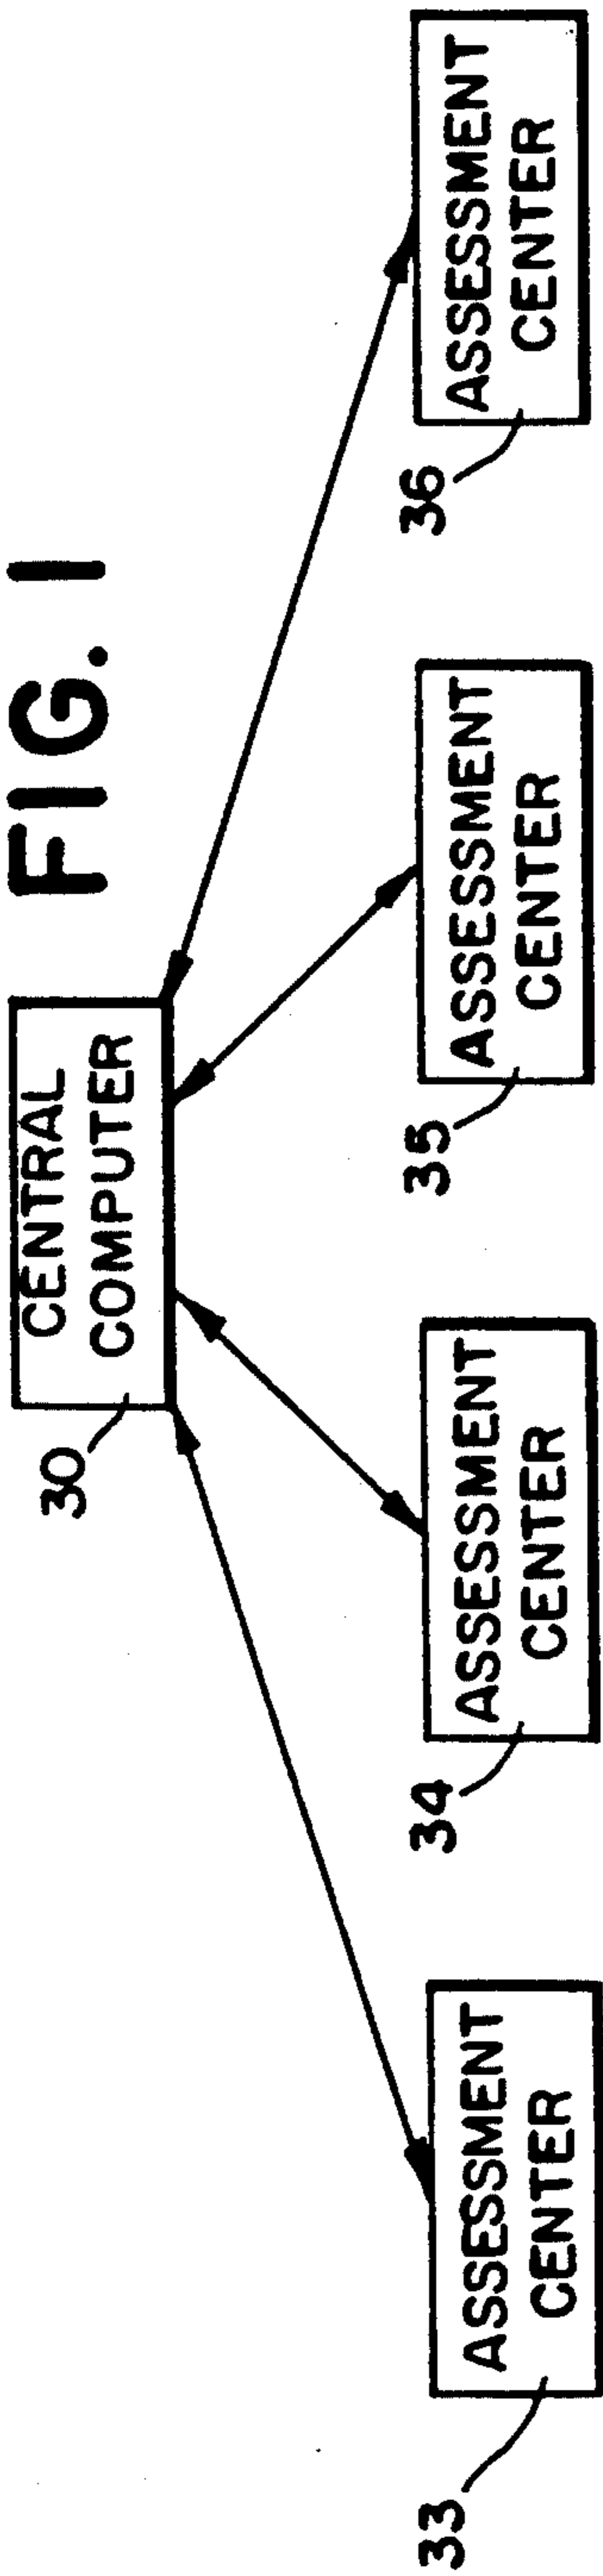 FIG. 1
CENTRAL
COMPUTER
30
ASSESSMENT
CENTER
33
ASSESSMENT
CENTER
34
ASSESSMENT
CENTER
35
ASSESSMENT
CENTER
36